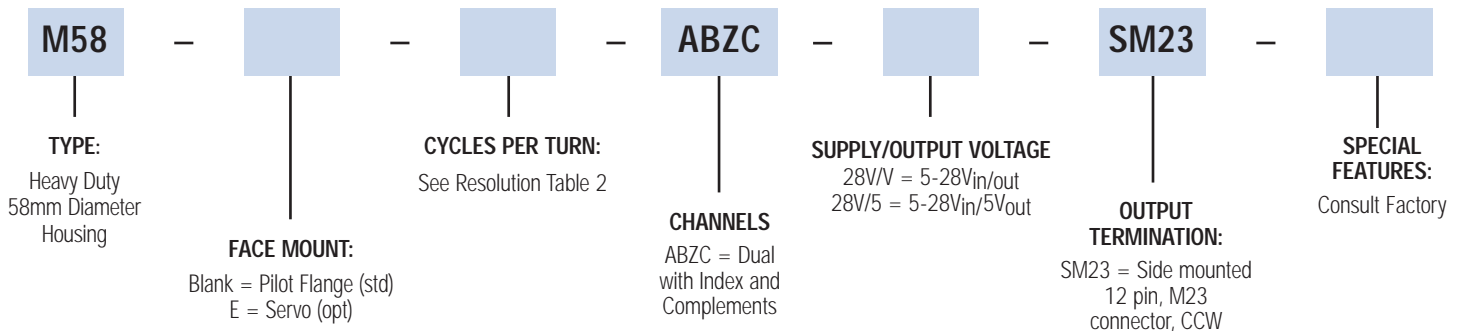 M58 – – – ABZC – – SM23 –
TYPE:
Heavy Duty
58mm Diameter
Housing
FACE MOUNT:
Blank = Pilot Flange (std)
E = Servo (opt)
CYCLES PER TURN:
See Resolution Table 2
CHANNELS
ABZC = Dual
with Index and
Complements
SUPPLY/OUTPUT VOLTAGE
28V/V = 5-28Vin/out
28V/5 = 5-28Vin/5Vout
OUTPUT
TERMINATION:
SM23 = Side mounted
12 pin, M23
connector, CCW
SPECIAL
FEATURES:
Consult Factory